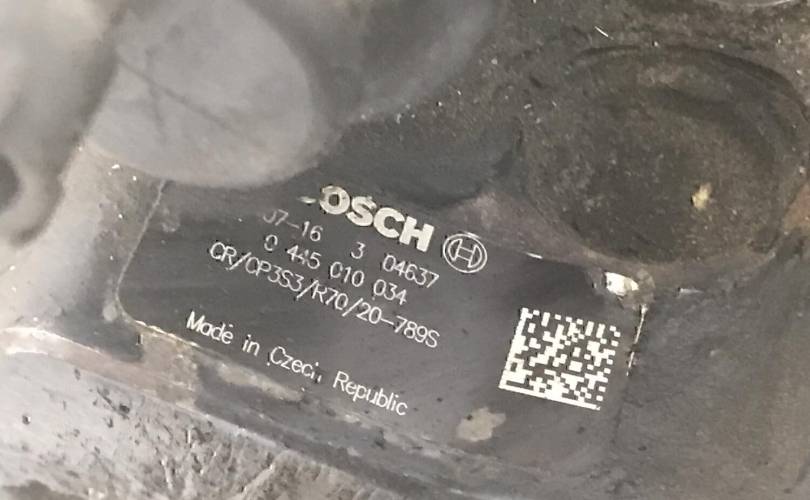 BOSCH
07-16 3 04637
0 445 010 034
CR/CP3S3/R70/20-789S
Made in Czech Republic